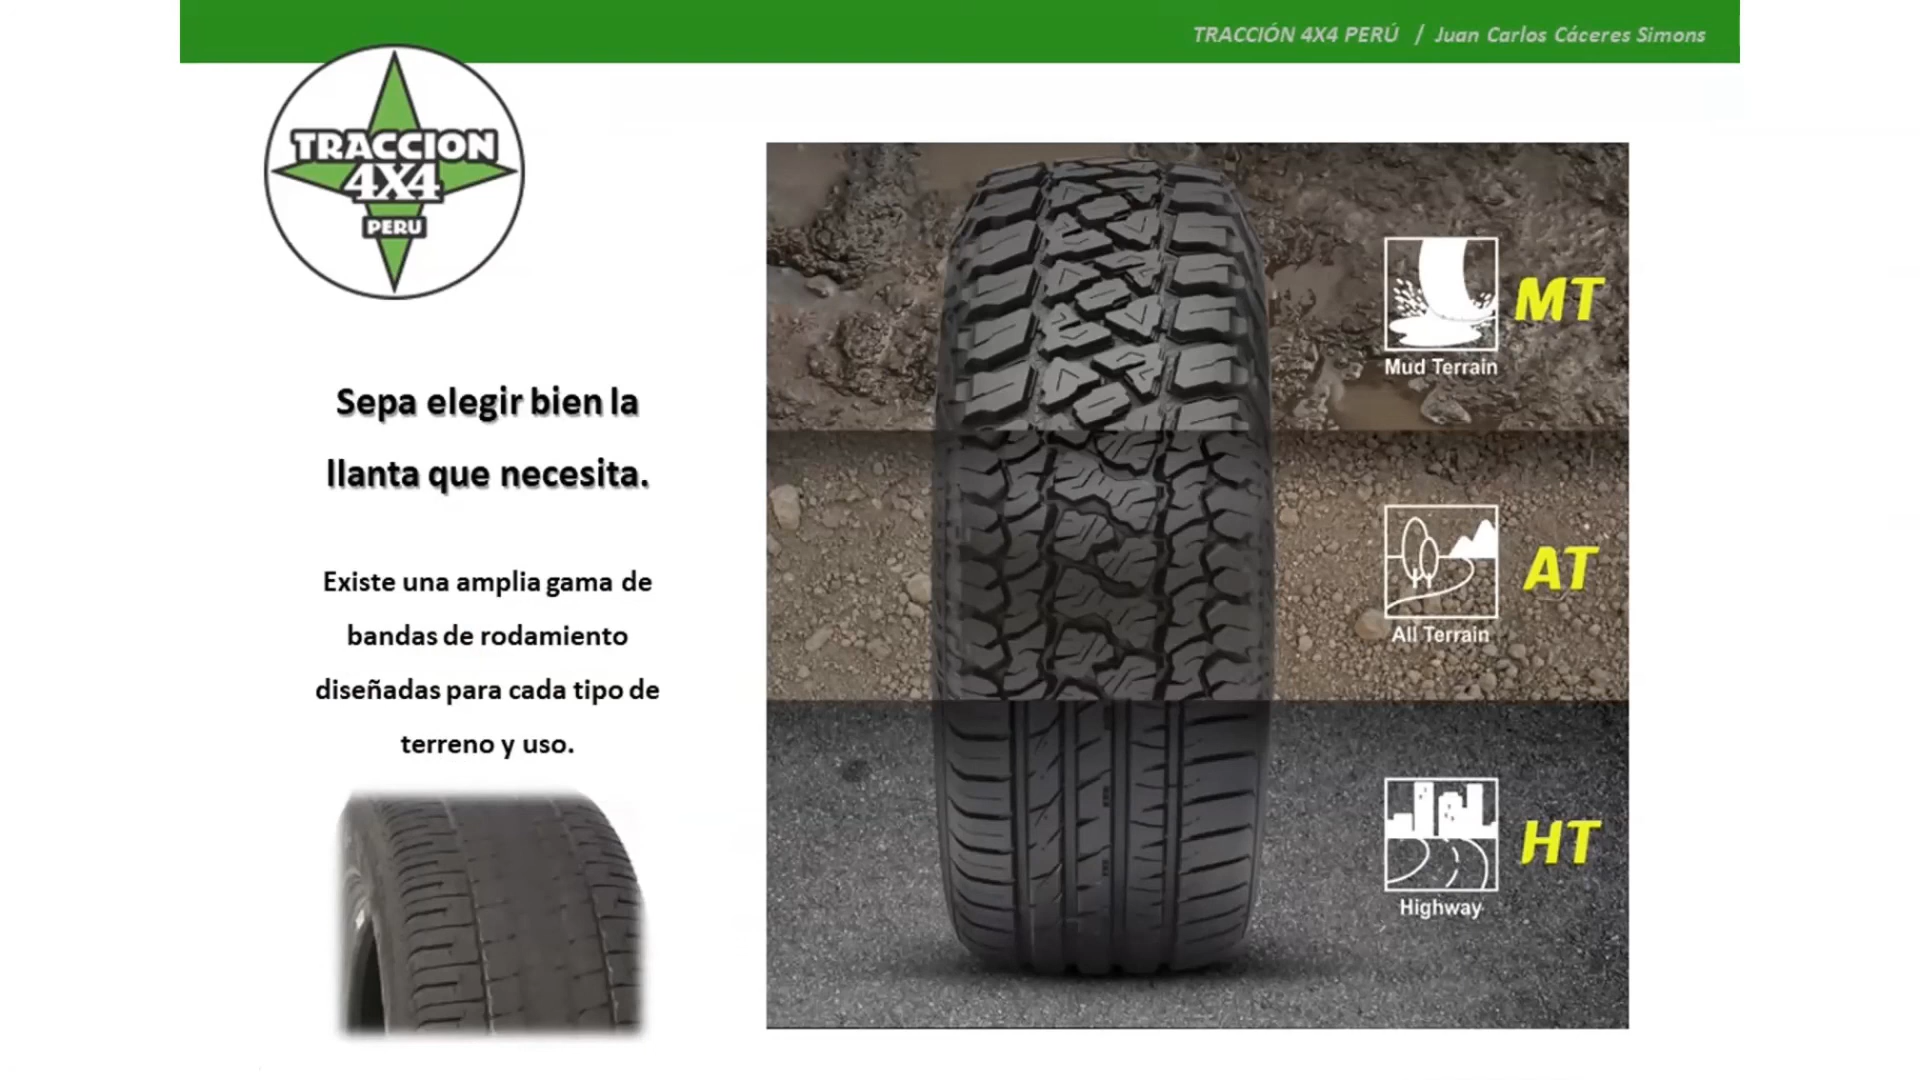 TRACCIÓN 4X4 PERÚ / Juan Carlos Cáceres Simons
TRACCION
4X4
PERU
Sepa elegir bien la
llanta que necesita.
Existe una amplia gama de
bandas de rodamiento
diseñadas para cada tipo de
terreno y uso.
MT
Mud Terrain
AT
All Terrain
HT
Highway